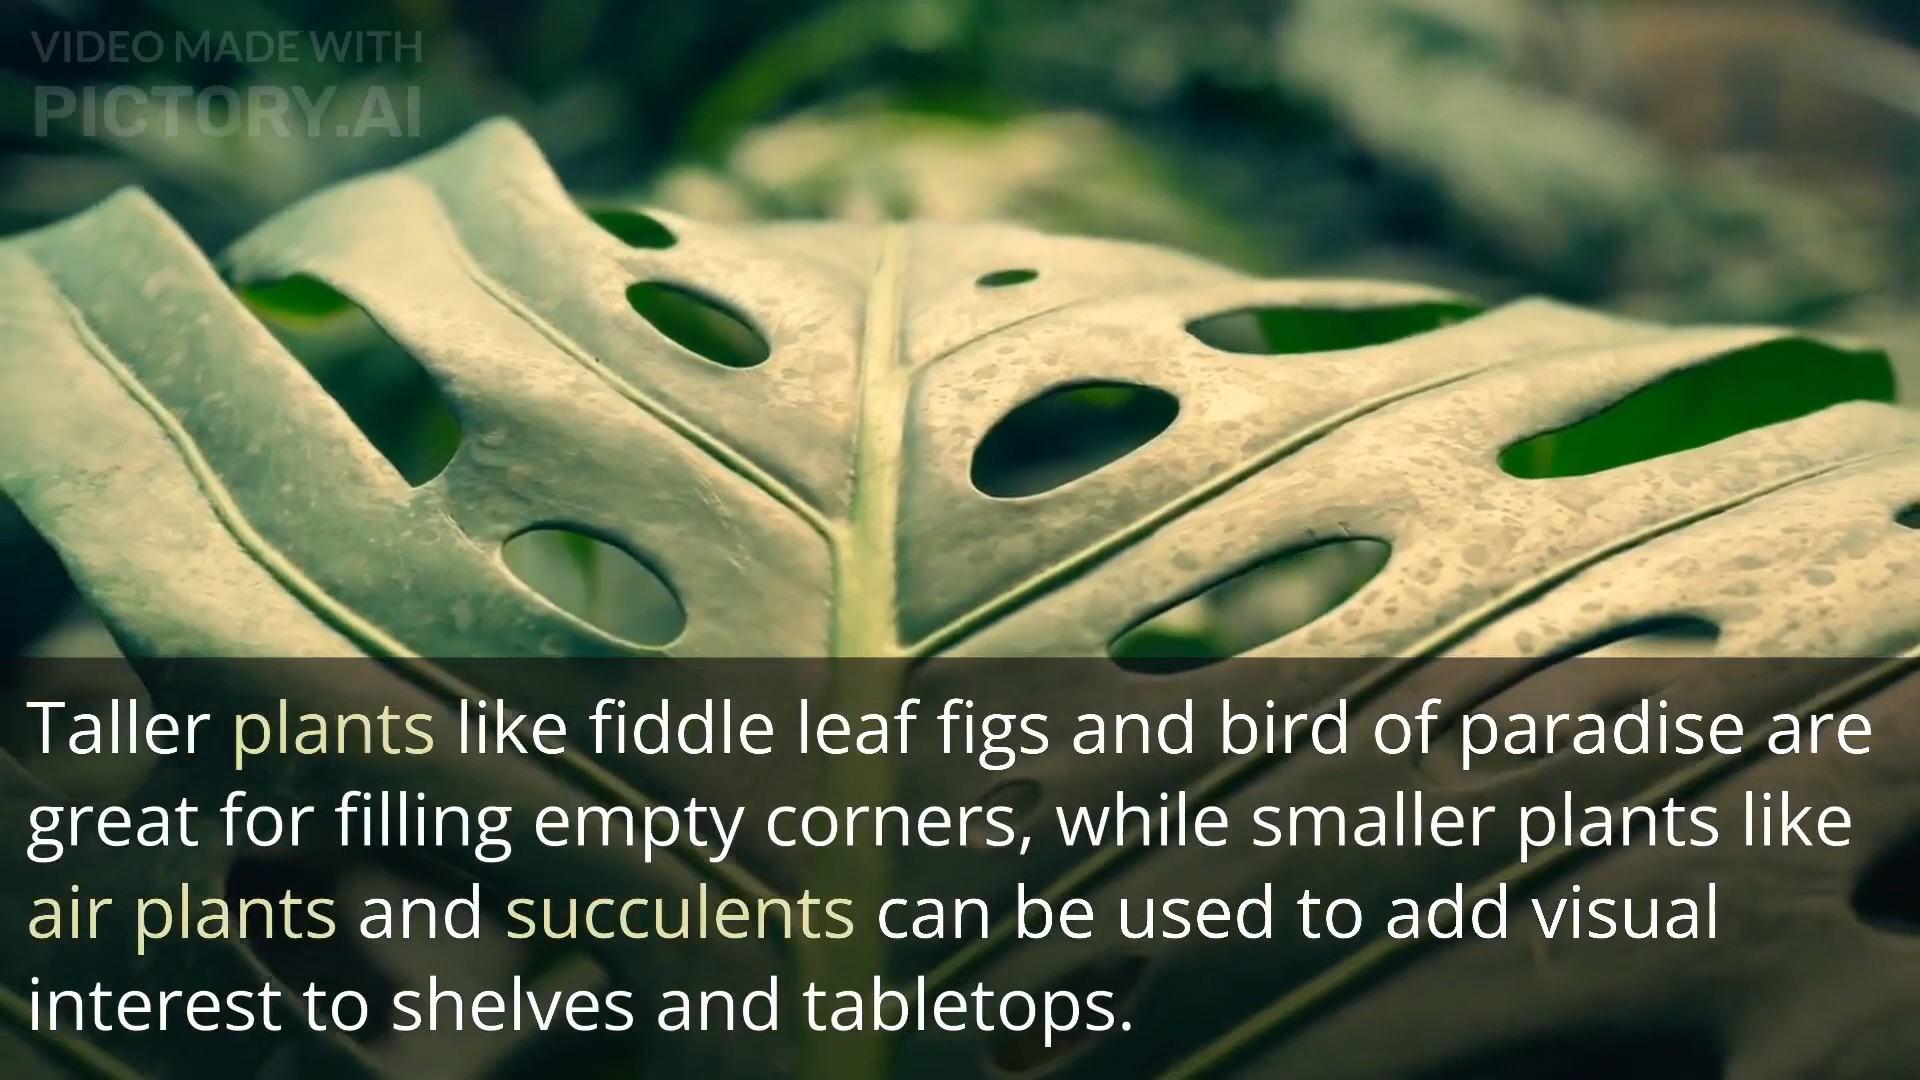 VIDEO MADE WITH
PICTORY.AI
Taller plants like fiddle leaf figs and bird of paradise are
great for filling empty corners, while smaller plants like
air plants and succulents can be used to add visual
interest to shelves and tabletops.